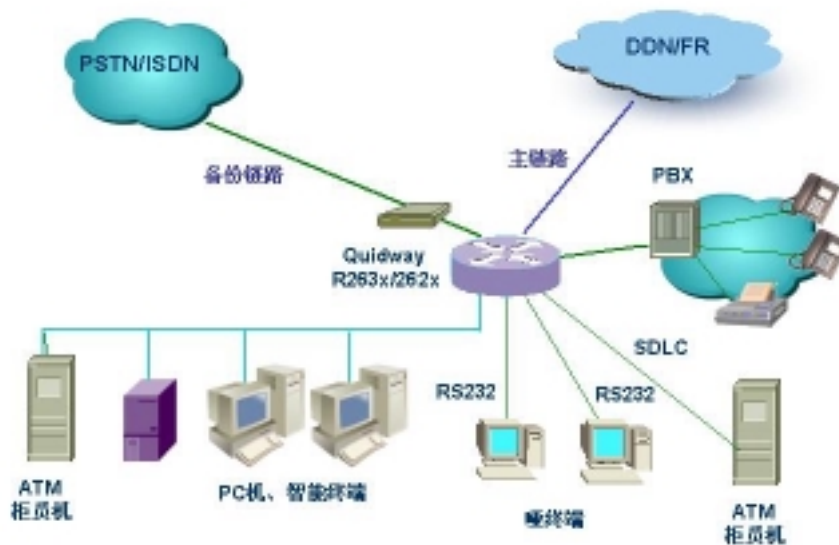 PSTN/ISDN
DDN/FR
备份链路
主链路
PBX
Quidway
R263x/262x
SDLC
RS232
RS232
ATM
柜员机
PC机、智能终端
哑终端
ATM
柜员机